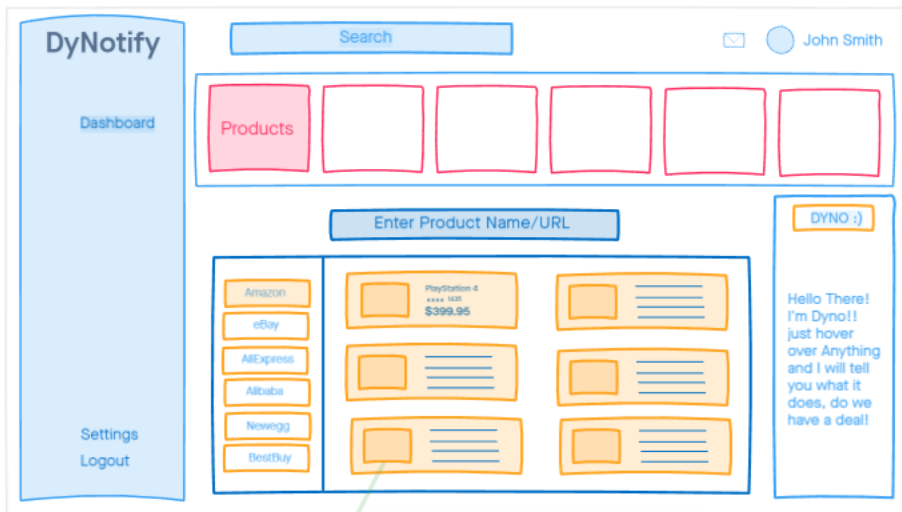 DyNotify
Search
John Smith
Dashboard
Products
Enter Product Name/URL
DYNO :)
Amazon
eBay
AliExpress
Alibaba
Newegg
BestBuy
PlayStation 4
**** 1435
$399.95
Hello There!
I'm Dyno!!
just hover
over Anything
and I will tell
you what it
does, do we
have a deal!
Settings
Logout